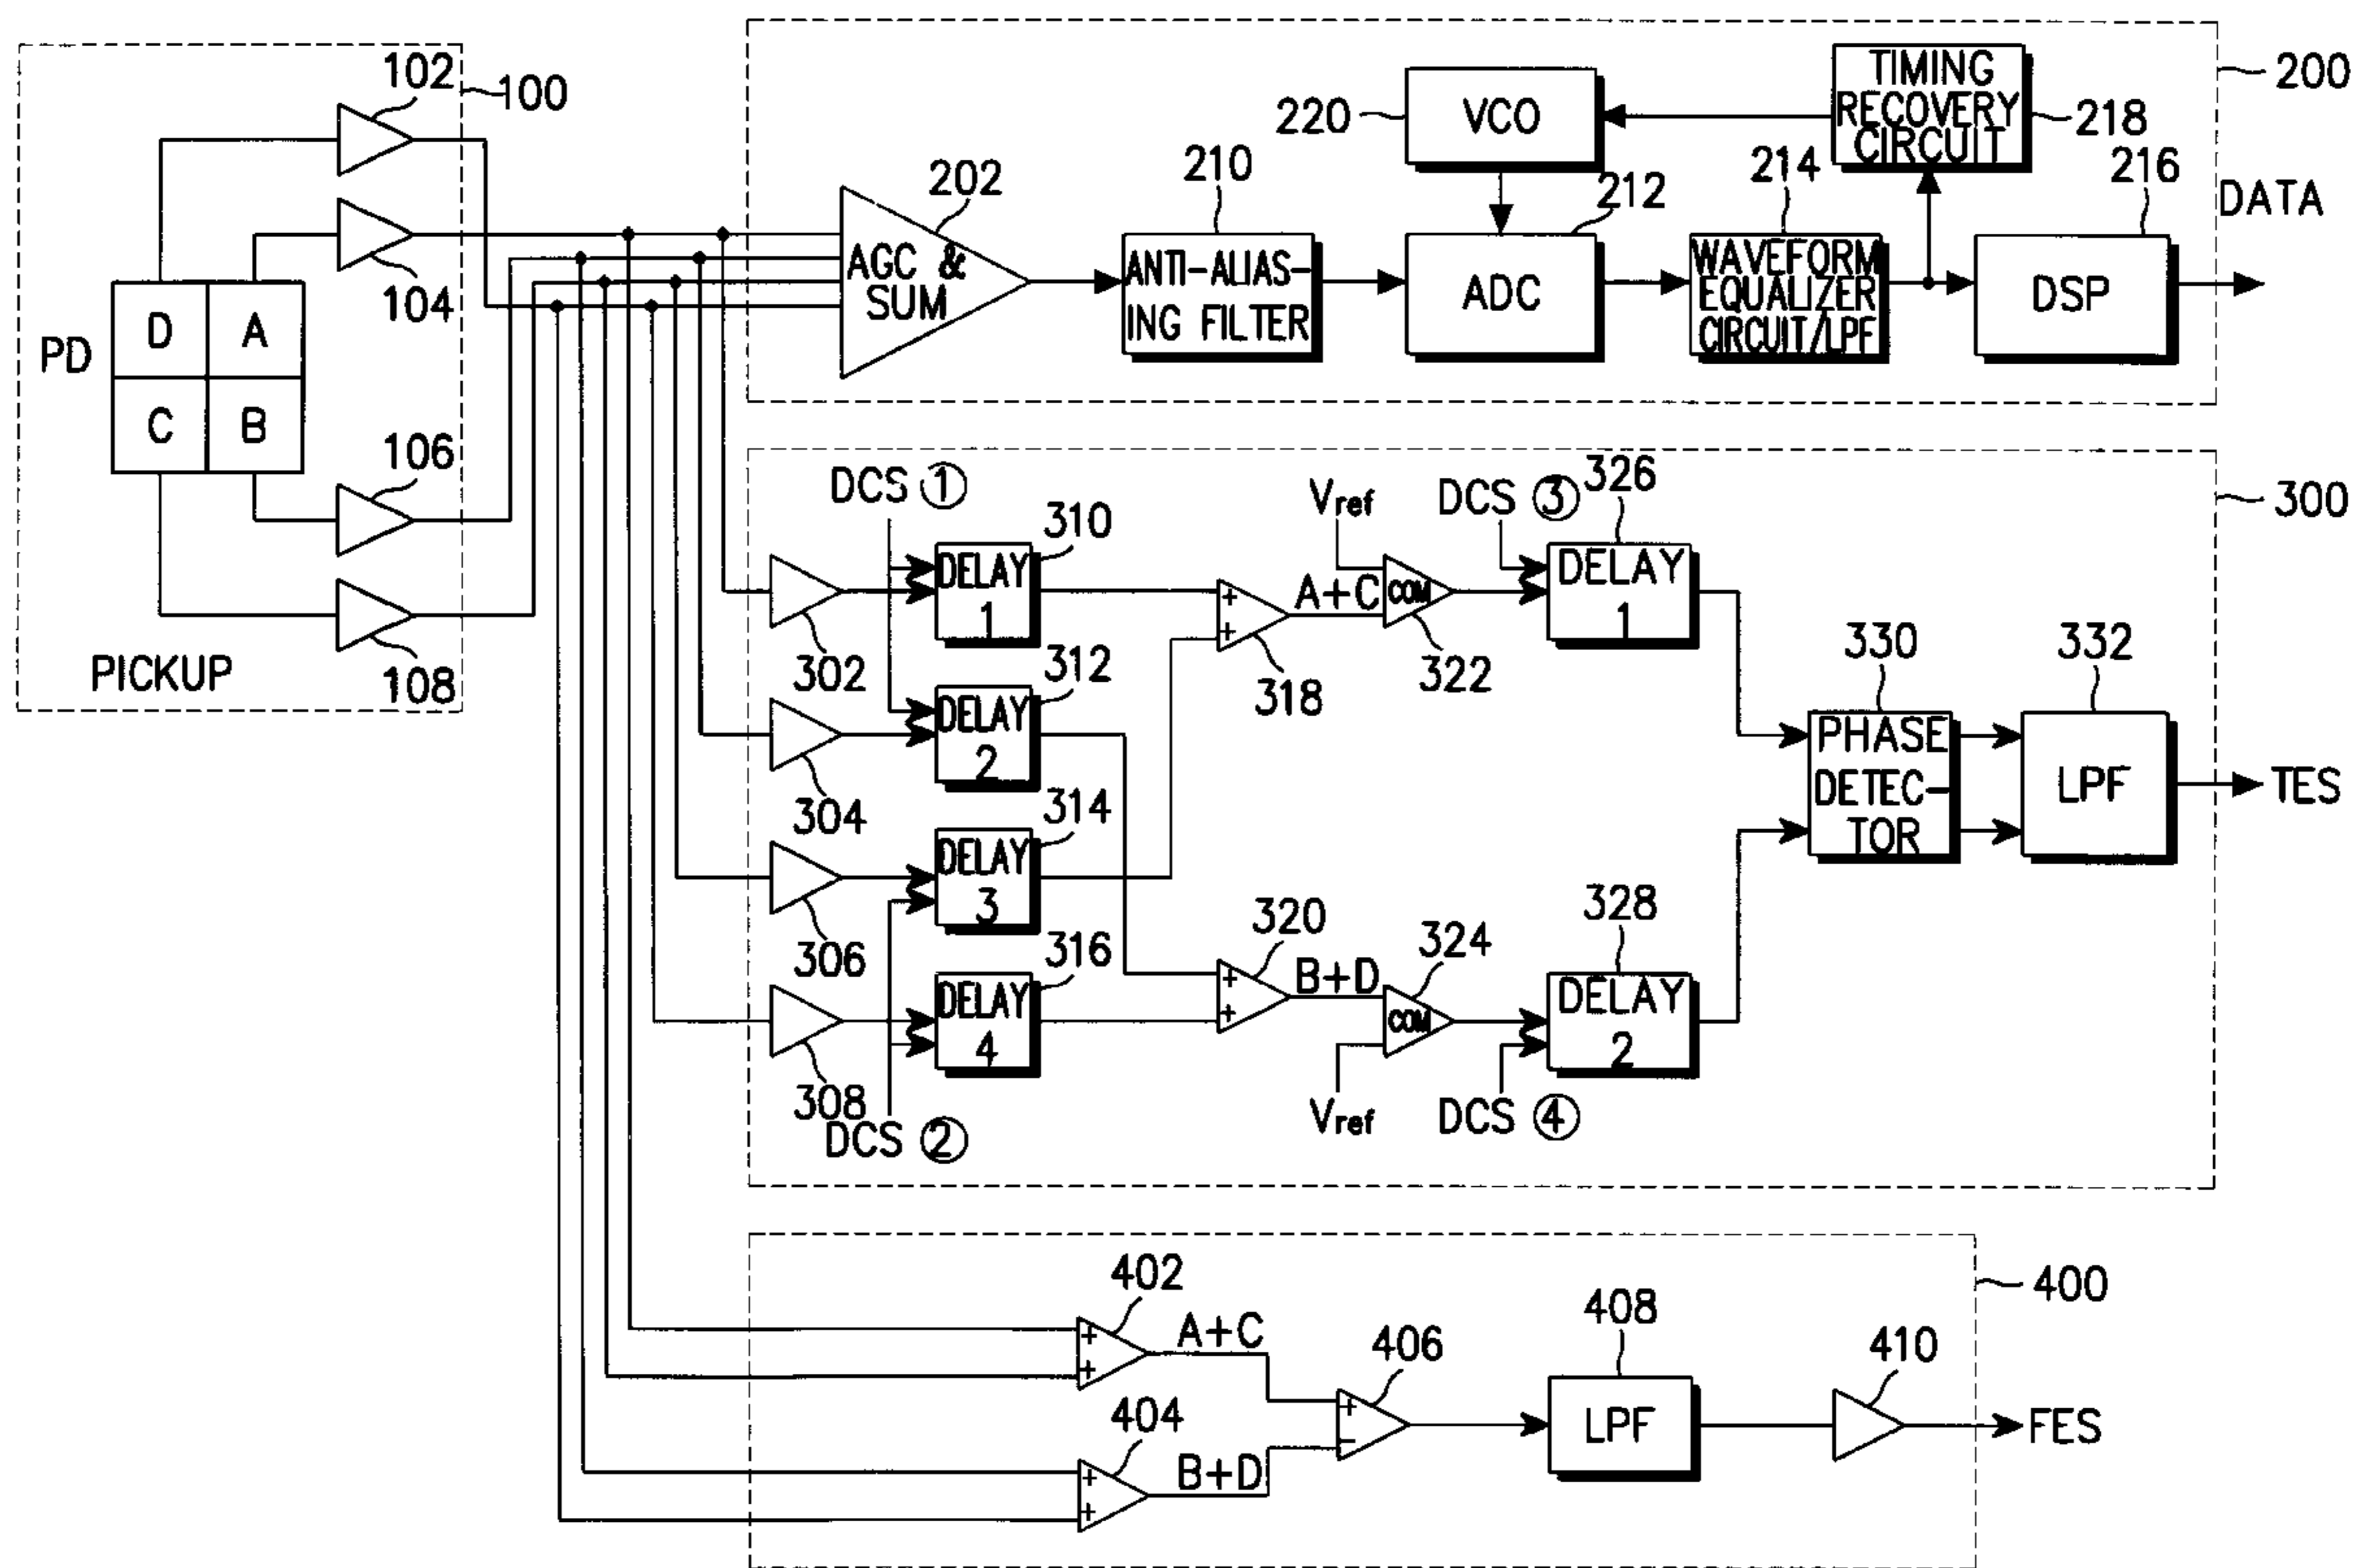 102
100
104
PD
D
A
C
B
106
108
PICKUP
200
TIMING
RECOVERY
CIRCUIT
218
220
VCO
202
210
212
214
216
DATA
AGC &
SUM
ANTI-ALIAS-
ING FILTER
ADC
WAVEFORM
EQUALIZER
CIRCUIT/LPF
DSP
300
DCS ①
Vref
DCS ③
326
310
DELAY
1
302
A+C
COM
322
318
DELAY
1
312
DELAY
2
304
330
332
PHASE
DETEC-
TOR
LPF
TES
314
DELAY
3
306
316
DELAY
4
308
320
B+D
324
COM
328
DELAY
2
DCS ②
Vref
DCS ④
400
402
A+C
404
B+D
406
408
LPF
410
FES
+
+
+
+
+
+
+
+
+
−